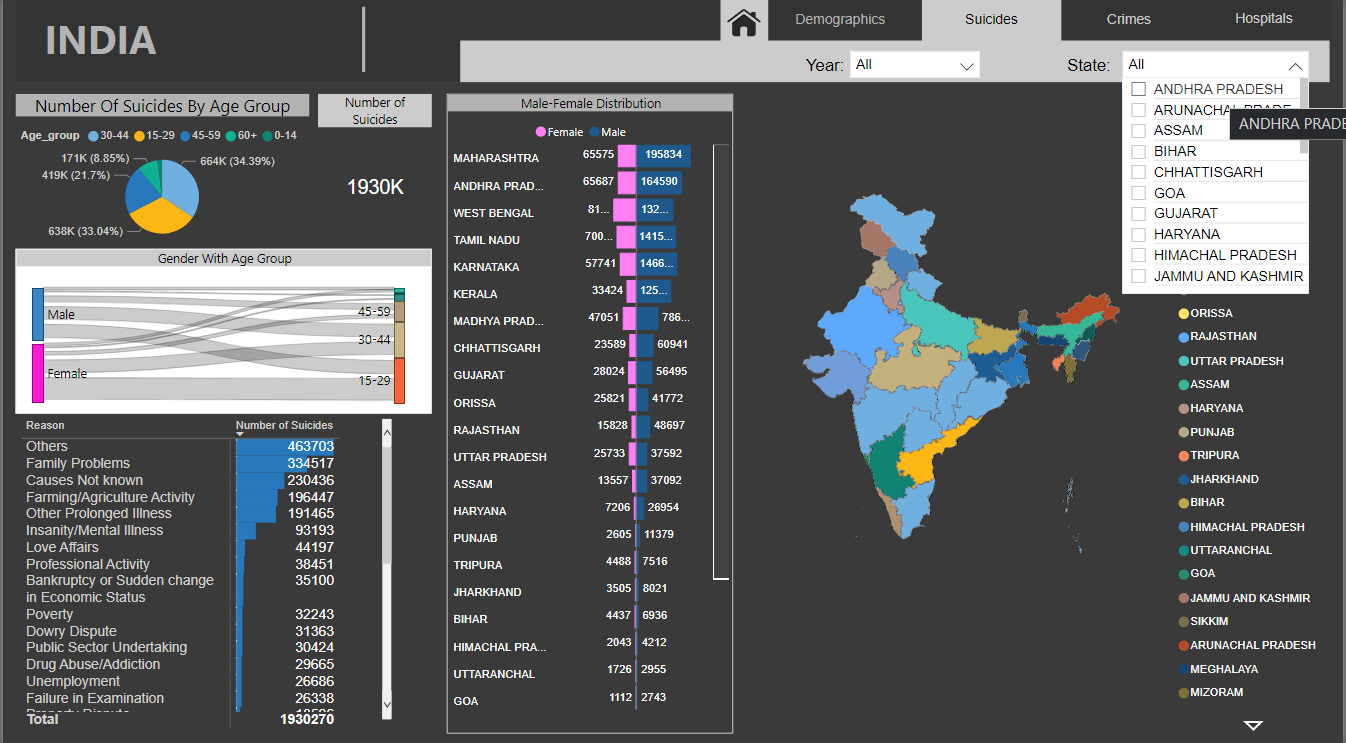 INDIA
Demographics
Suicides
Crimes
Hospitals
Year:
All
State:
All
ANDHRA PRADESH
ARUNACHAL PRADE
ANDHRA PRADE
ASSAM
BIHAR
CHHATTISGARH
GOA
GUJARAT
HARYANA
HIMACHAL PRADESH
JAMMU AND KASHMIR
Number Of Suicides By Age Group
Age_group 30-44 15-29 45-59 60+ 0-14
171K (8.85%)
664K (34.39%)
419K (21.7%)
638K (33.04%)
Number of
Suicides
1930K
Gender With Age Group
Male
Female
45-59
30-44
15-29
Reason Number of Suicides
Others 463703
Family Problems 334517
Causes Not known 230436
Farming/Agriculture Activity 196447
Other Prolonged Illness 191465
Insanity/Mental Illness 93193
Love Affairs 44197
Professional Activity 38451
Bankruptcy or Sudden change 35100
in Economic Status
Poverty 32243
Dowry Dispute 31363
Public Sector Undertaking 30424
Drug Abuse/Addiction 29665
Unemployment 26686
Failure in Examination 26338
Total 1930270
Male-Female Distribution
Female Male
MAHARASHTRA 65575 195834
ANDHRA PRAD... 65687 164590
WEST BENGAL 81... 132...
TAMIL NADU 700... 1415...
KARNATAKA 57741 1466...
KERALA 33424 125...
MADHYA PRAD... 47051 786...
CHHATTISGARH 23589 60941
GUJARAT 28024 56495
ORISSA 25821 41772
RAJASTHAN 15828 48697
UTTAR PRADESH 25733 37592
ASSAM 13557 37092
HARYANA 7206 26954
PUNJAB 2605 11379
TRIPURA 4488 7516
JHARKHAND 3505 8021
BIHAR 4437 6936
HIMACHAL PRA... 2043 4212
UTTARANCHAL 1726 2955
GOA 1112 2743
ORISSA
RAJASTHAN
UTTAR PRADESH
ASSAM
HARYANA
PUNJAB
TRIPURA
JHARKHAND
BIHAR
HIMACHAL PRADESH
UTTARANCHAL
GOA
JAMMU AND KASHMIR
SIKKIM
ARUNACHAL PRADESH
MEGHALAYA
MIZORAM